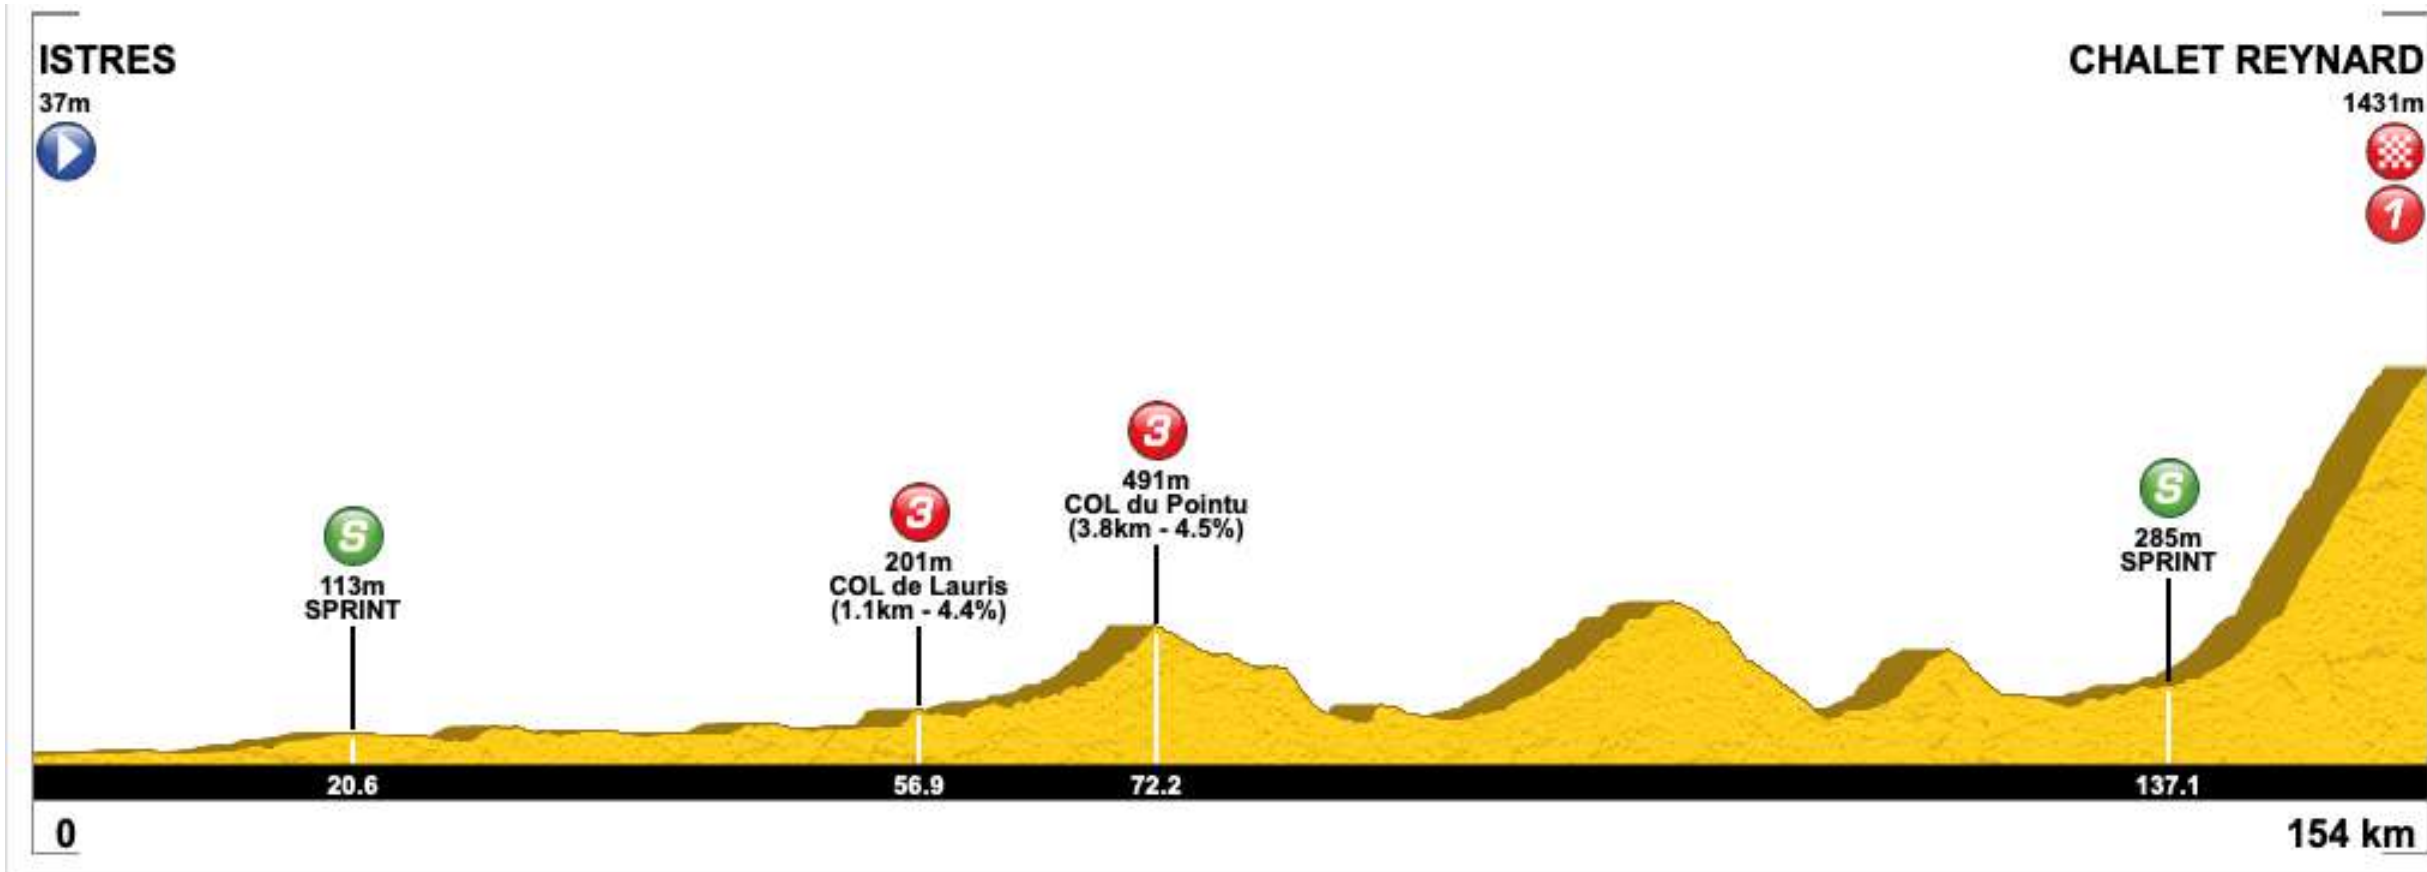 ISTRES
37m
CHALET REYNARD
1431m
1
S
113m
SPRINT
3
201m
COL de Lauris
(1.1km - 4.4%)
3
491m
COL du Pointu
(3.8km - 4.5%)
S
285m
SPRINT
20.6
56.9
72.2
137.1
0
154 km